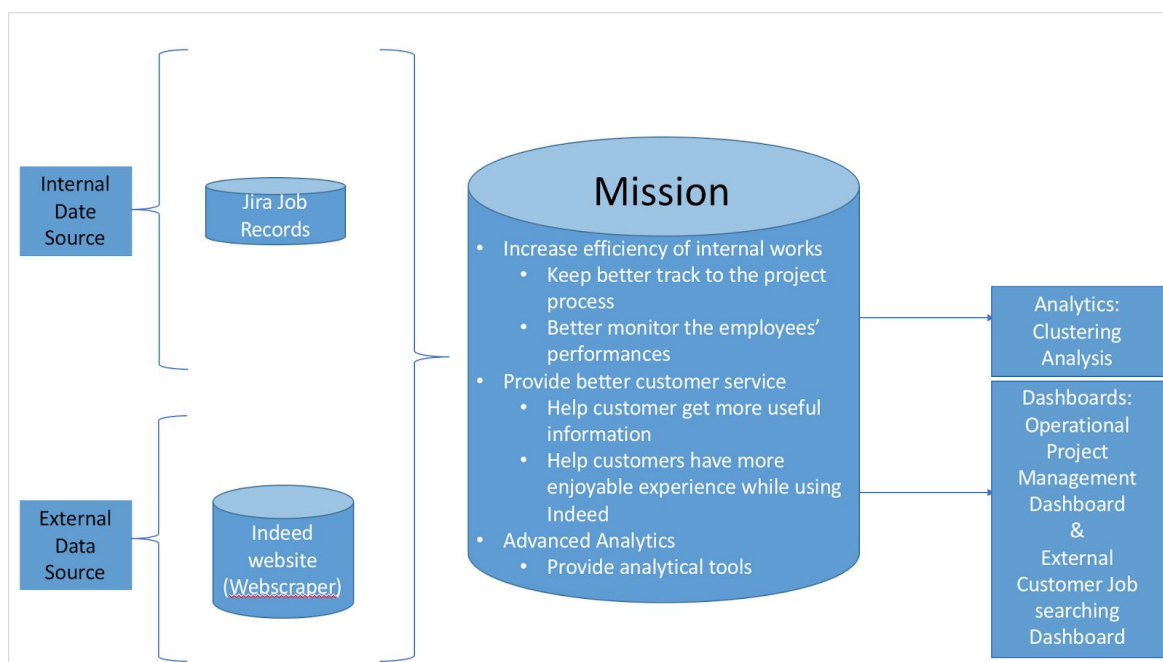 Internal
Date
Source
Jira Job
Records
External
Data
Source
Indeed
website
(Webscraper)
Mission
• Increase efficiency of internal works
• Keep better track to the project
process
• Better monitor the employees’
performances
• Provide better customer service
• Help customer get more useful
information
• Help customers have more
enjoyable experience while using
Indeed
• Advanced Analytics
• Provide analytical tools
Analytics:
Clustering
Analysis
Dashboards:
Operational
Project
Management
Dashboard
&
External
Customer Job
searching
Dashboard